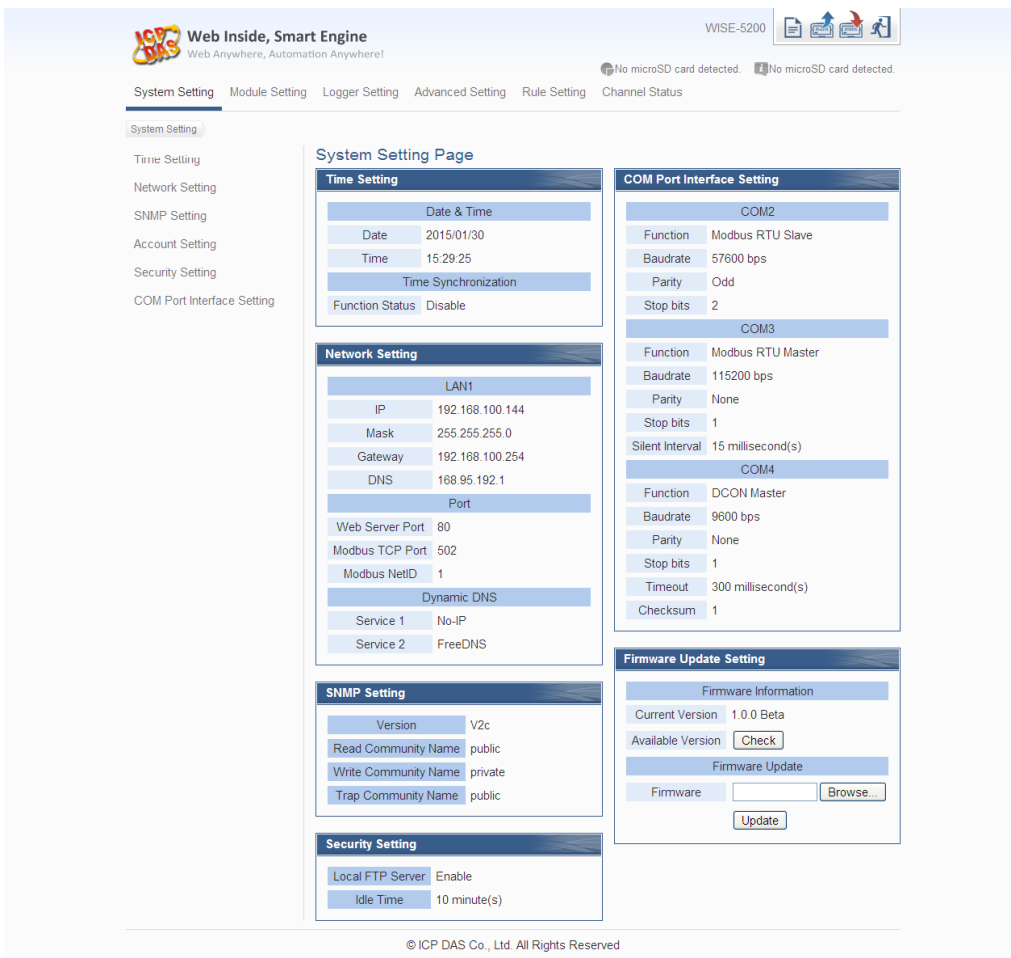 ICP DAS
Web Inside, Smart Engine
Web Anywhere, Automation Anywhere!
WISE-5200
No microSD card detected.
No microSD card detected.
System Setting
Module Setting
Logger Setting
Advanced Setting
Rule Setting
Channel Status
System Setting
Time Setting
Network Setting
SNMP Setting
Account Setting
Security Setting
COM Port Interface Setting
System Setting Page
Time Setting
Date & Time
Date 2015/01/30
Time 15:29:25
Time Synchronization
Function Status Disable
Network Setting
LAN1
IP 192.168.100.144
Mask 255.255.255.0
Gateway 192.168.100.254
DNS 168.95.192.1
Port
Web Server Port 80
Modbus TCP Port 502
Modbus NetID 1
Dynamic DNS
Service 1 No-IP
Service 2 FreeDNS
SNMP Setting
Version V2c
Read Community Name public
Write Community Name private
Trap Community Name public
Security Setting
Local FTP Server Enable
Idle Time 10 minute(s)
COM Port Interface Setting
COM2
Function Modbus RTU Slave
Baudrate 57600 bps
Parity Odd
Stop bits 2
COM3
Function Modbus RTU Master
Baudrate 115200 bps
Parity None
Stop bits 1
Silent Interval 15 millisecond(s)
COM4
Function DCON Master
Baudrate 9600 bps
Parity None
Stop bits 1
Timeout 300 millisecond(s)
Checksum 1
Firmware Update Setting
Firmware Information
Current Version 1.0.0 Beta
Available Version Check
Firmware Update
Firmware Browse...
Update
© ICP DAS Co., Ltd. All Rights Reserved